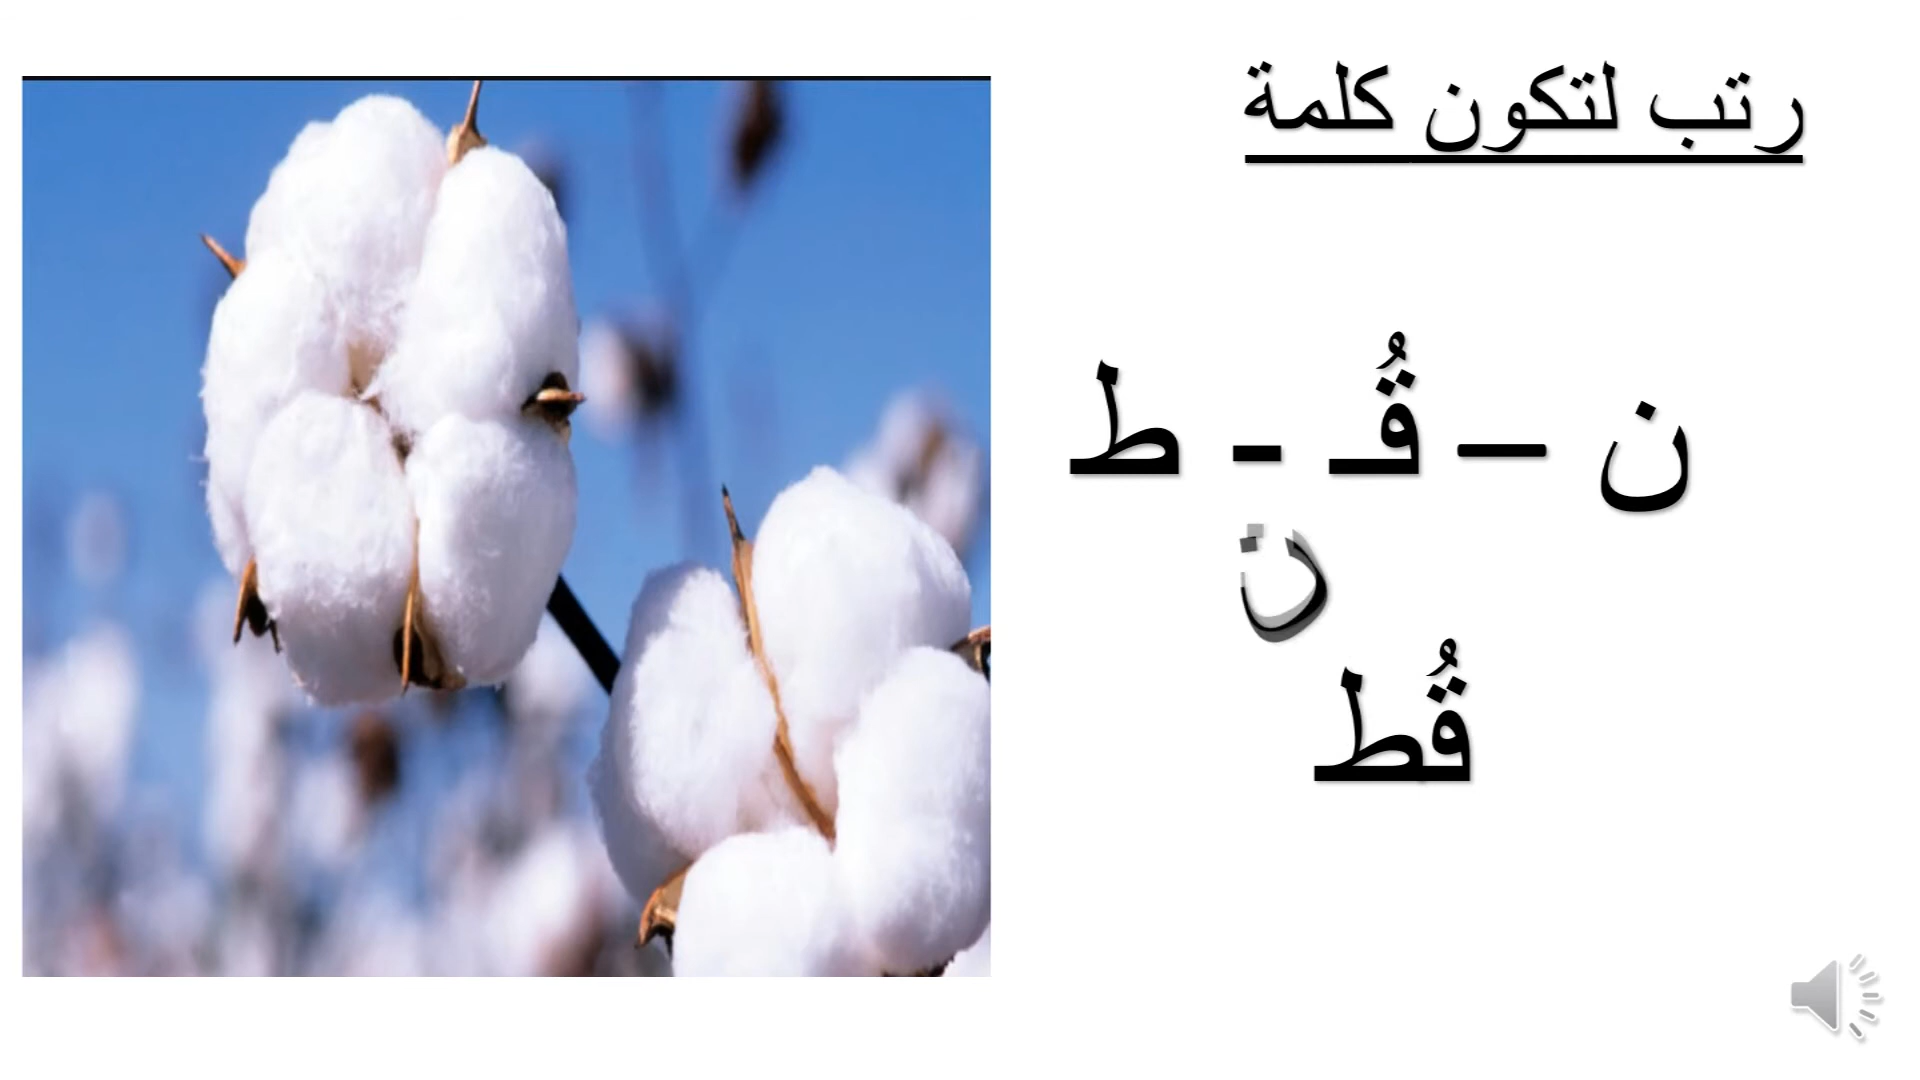 رتب لتكون كلمة
ن – قُـ - ط
ن
قُط